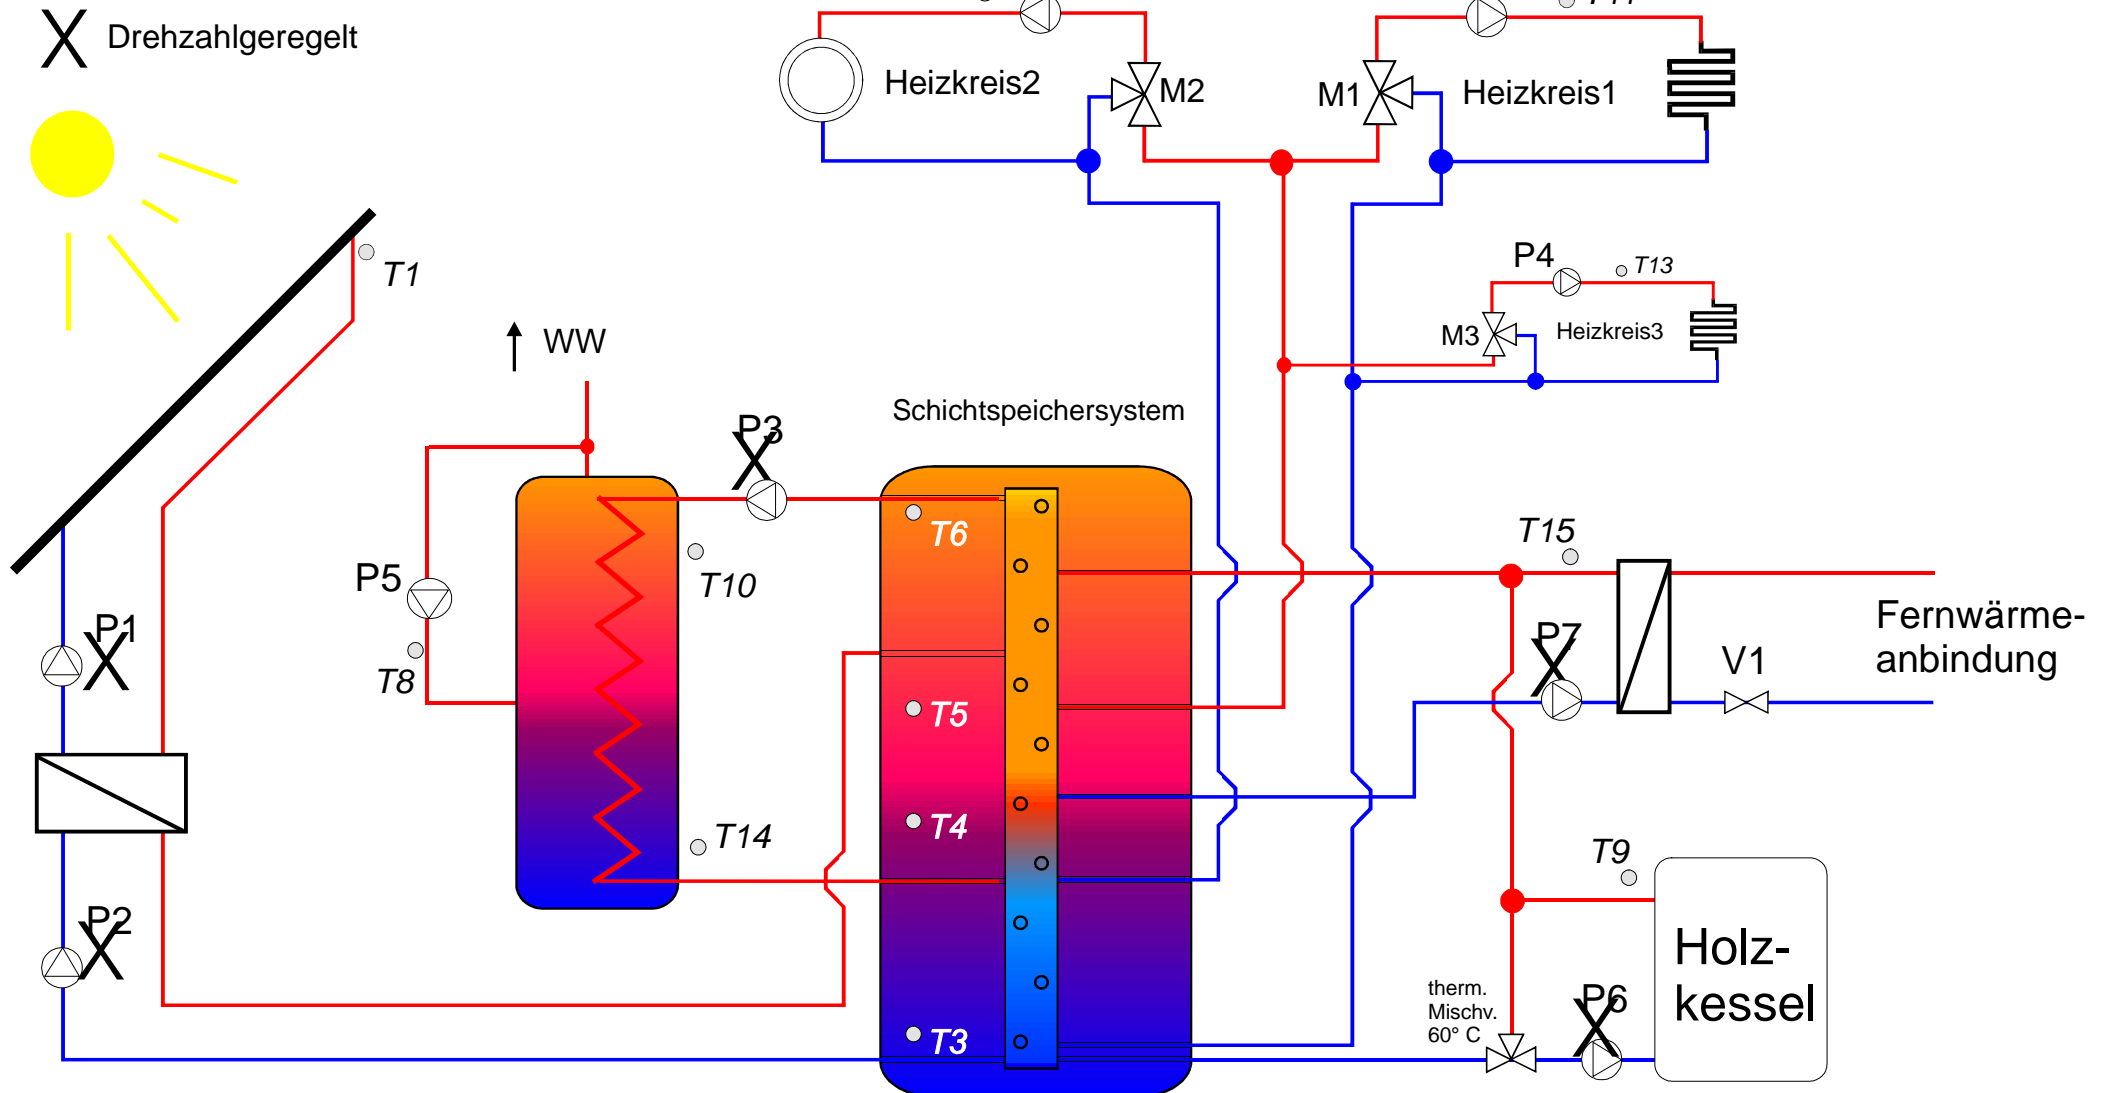 Drehzahlgeregelt
Heizkreis2
M2
M1
Heizkreis1
T1
P4
T13
M3
Heizkreis3
WW
Schichtspeichersystem
P3
T6
T15
P5
T10
Fernwärme-
anbindung
P1
P7
V1
T8
T5
T4
T14
T9
P2
Holz-
kessel
therm.
Mischv.
60° C
P6
T3